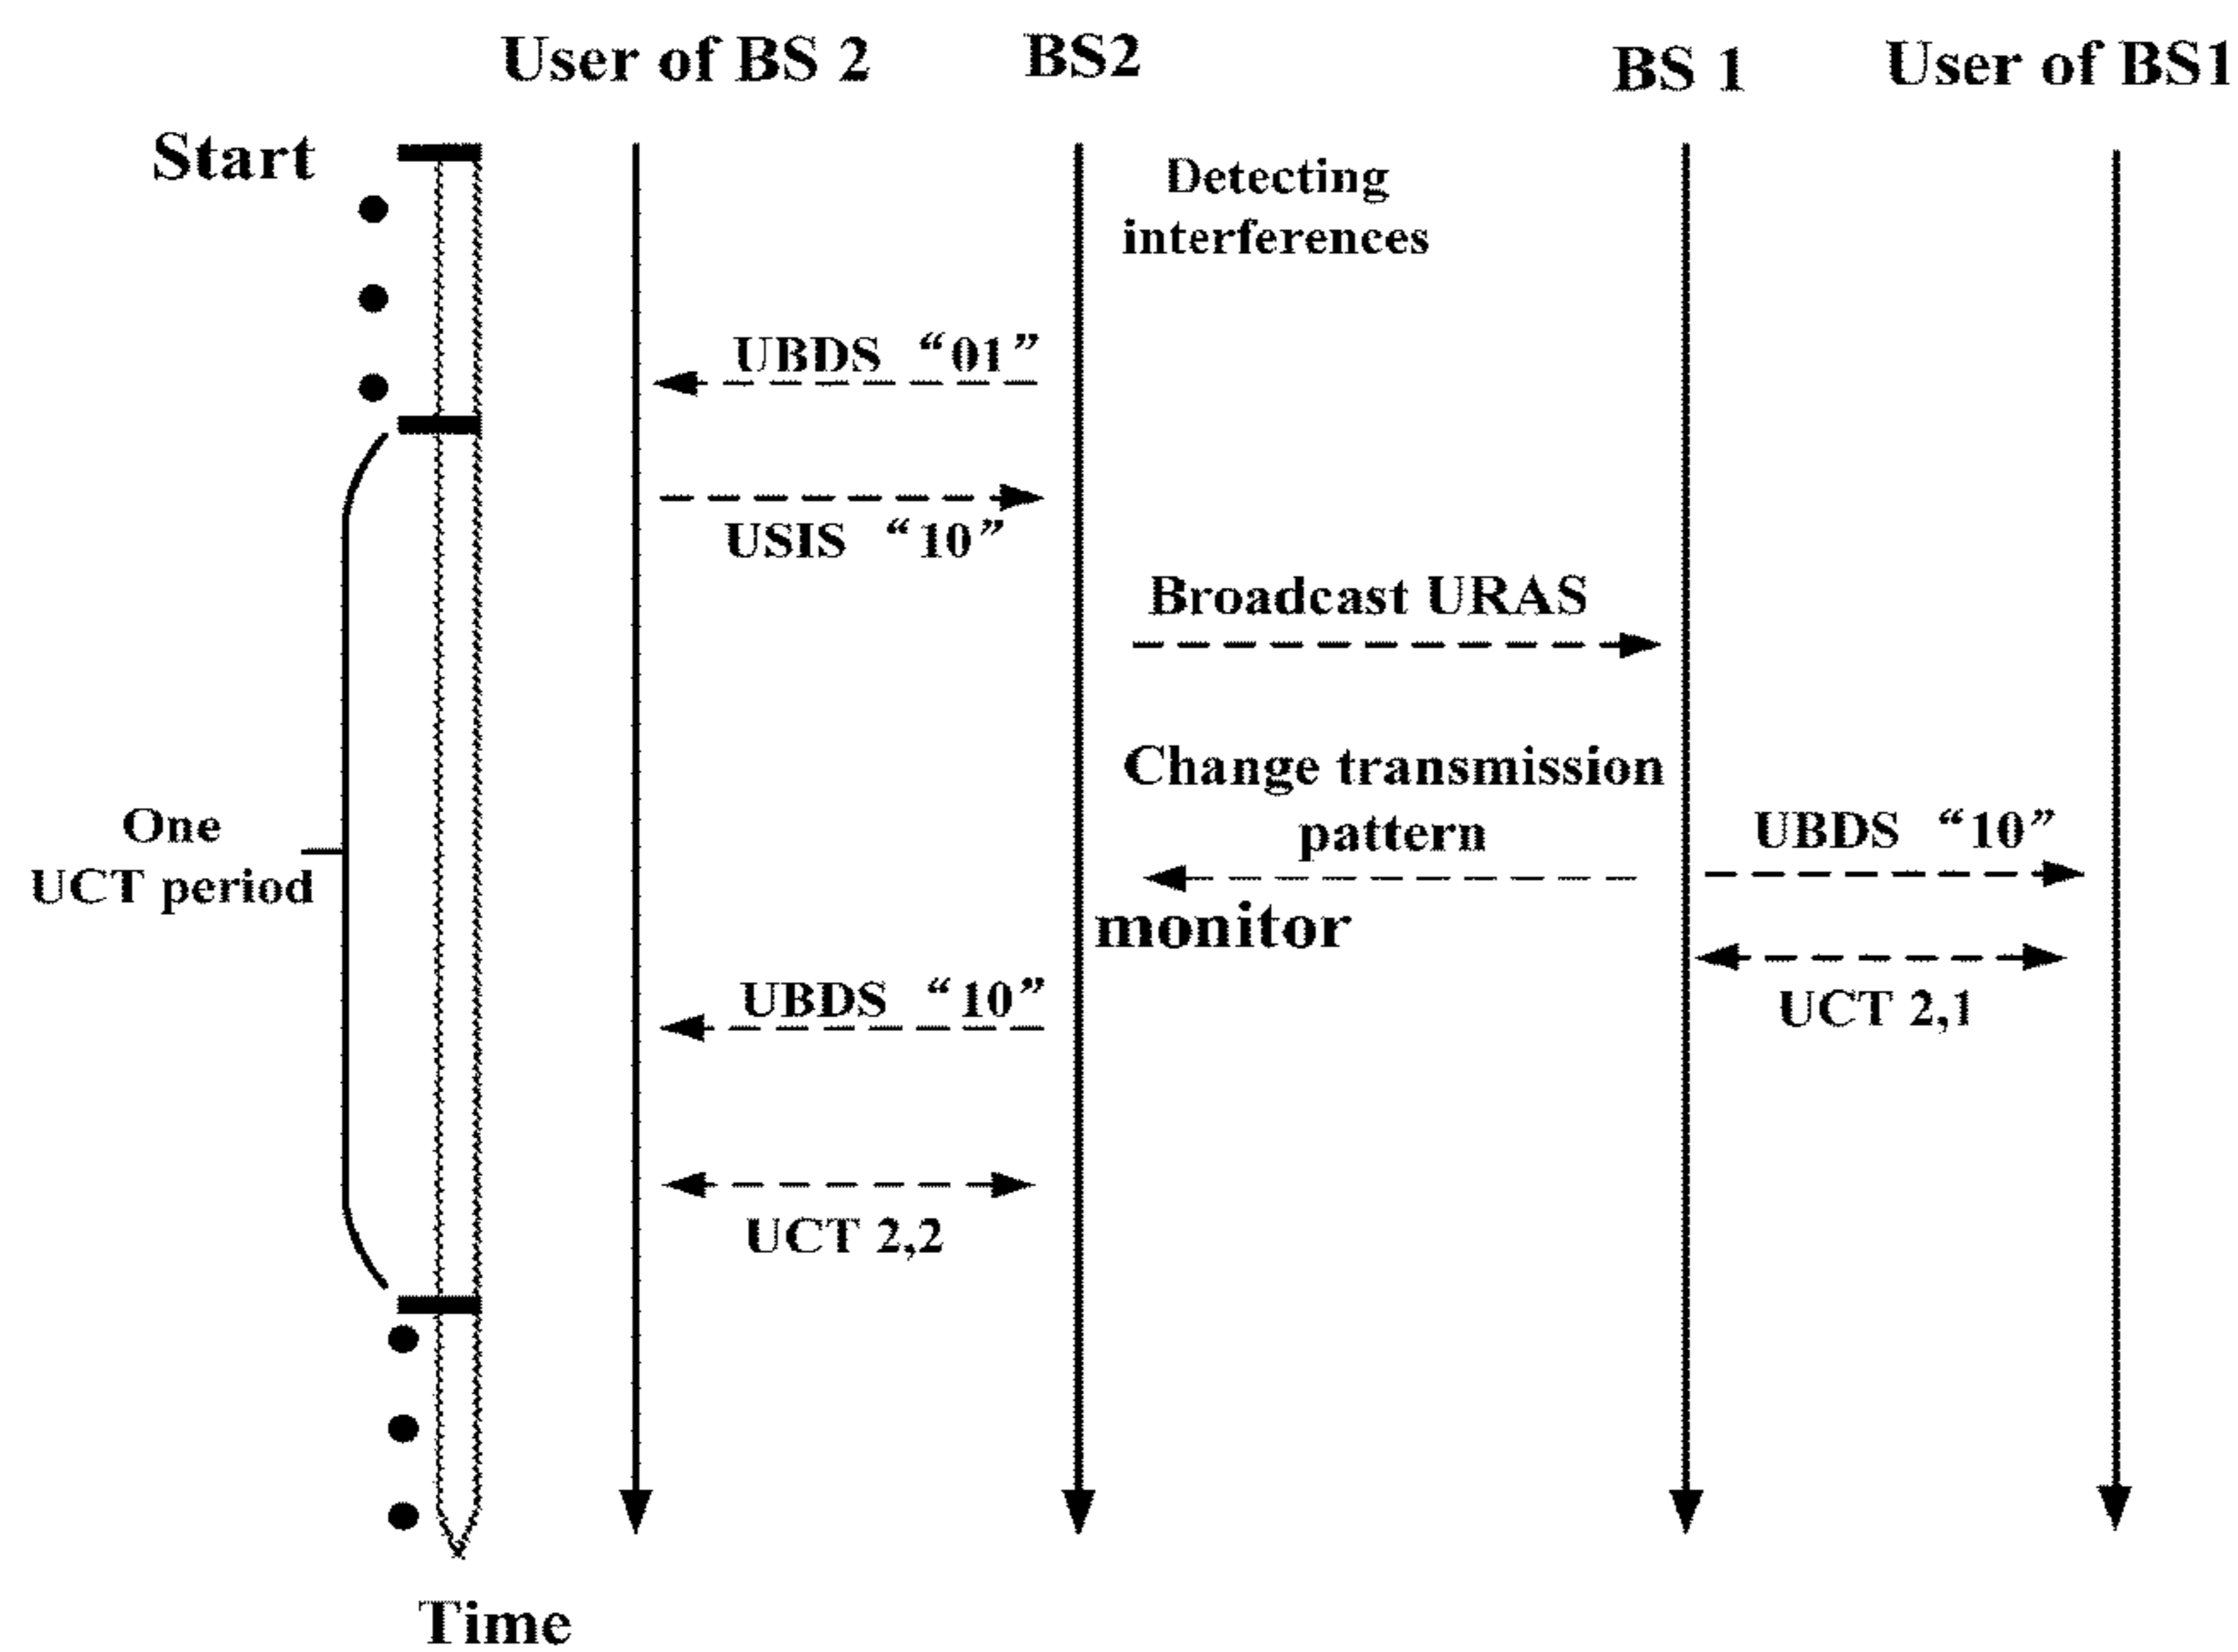 User of BS 2
BS2
BS 1
User of BS1
Start
Detecting
interferences
UBDS “01”
USIS “10”
Broadcast URAS
Change transmission
pattern
One
UCT period
UBDS “10”
monitor
UBDS “10”
UCT 2,1
UCT 2,2
Time